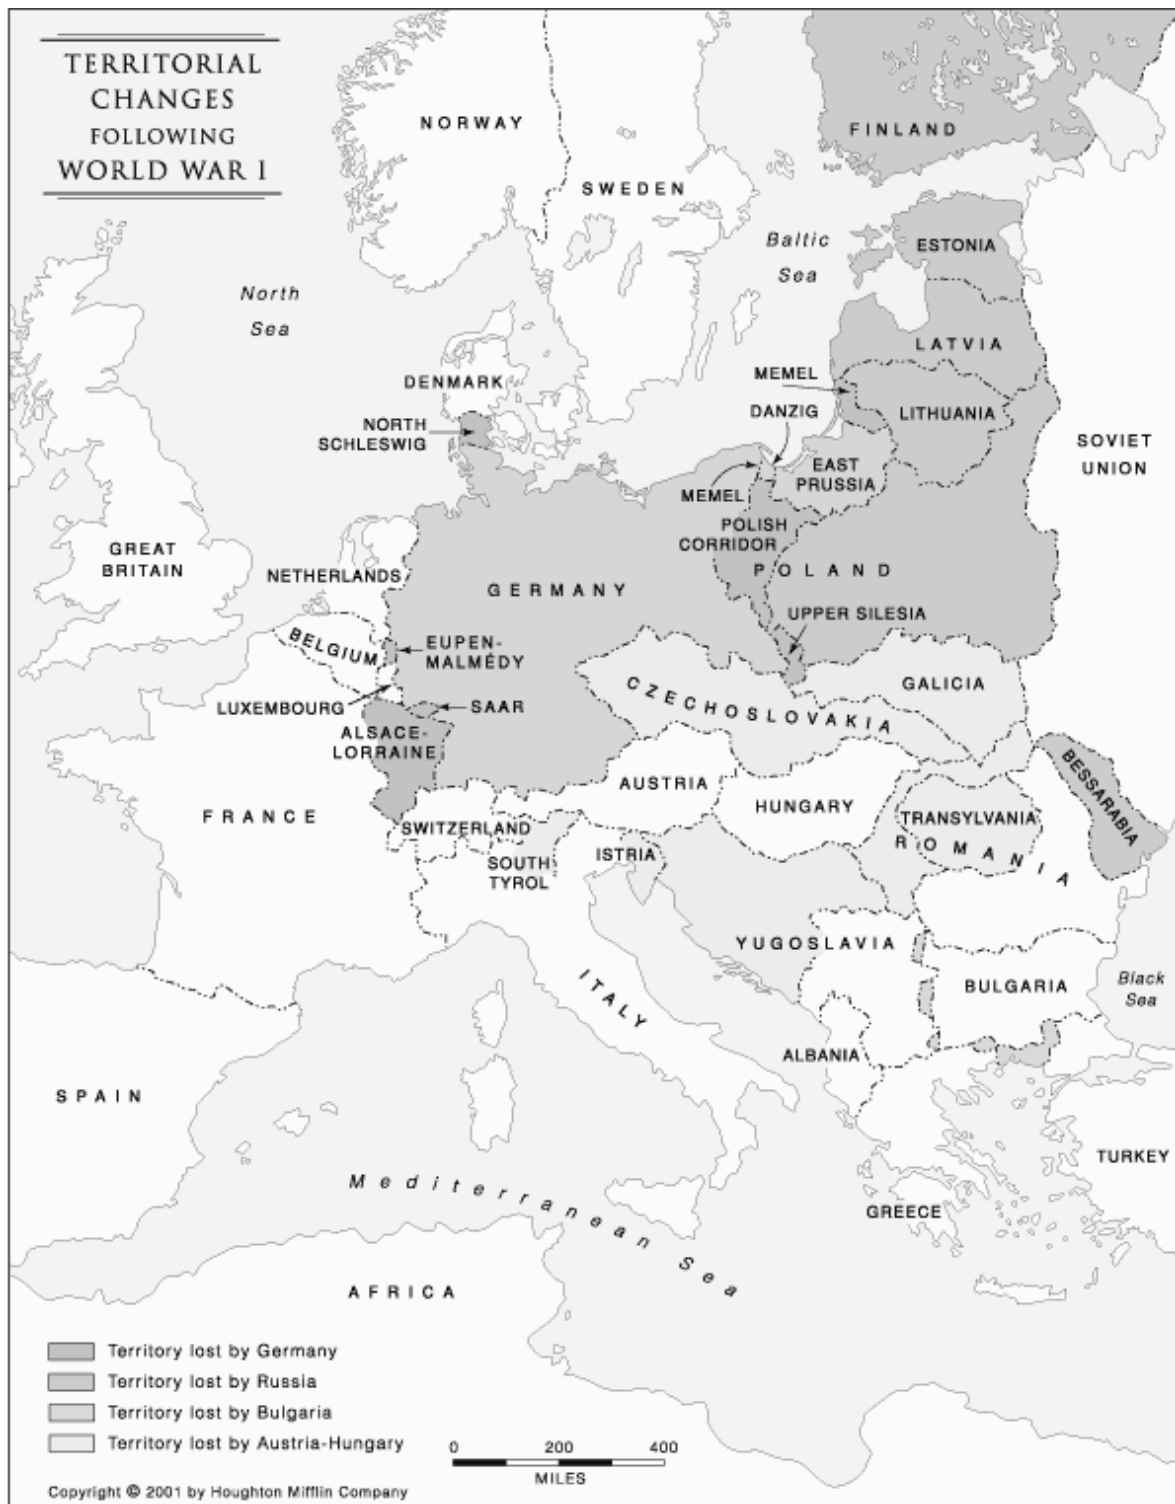 TERRITORIAL
CHANGES
FOLLOWING
WORLD WAR I
NORWAY
FINLAND
SWEDEN
Baltic
Sea
ESTONIA
North
Sea
LATVIA
MEMEL
DENMARK
DANZIG
LITHUANIA
NORTH
SCHLESWIG
SOVIET
UNION
EAST
PRUSSIA
MEMEL
POLISH
CORRIDOR
GREAT
BRITAIN
NETHERLANDS
GERMANY
POLAND
UPPER SILESIA
BELGIUM
EUPEN-
MALMÉDY
GALICIA
CZECHOSLOVAKIA
LUXEMBOURG
SAAR
ALSACE-
LORRAINE
BESSARABIA
AUSTRIA
HUNGARY
TRANSYLVANIA
FRANCE
SWITZERLAND
ROMANIA
ISTRIA
SOUTH
TYROL
YUGOSLAVIA
BULGARIA
Black
Sea
ITALY
ALBANIA
SPAIN
TURKEY
Mediterranean Sea
GREECE
AFRICA
Territory lost by Germany
Territory lost by Russia
Territory lost by Bulgaria
Territory lost by Austria-Hungary
0 200 400
MILES
Copyright © 2001 by Houghton Mifflin Company